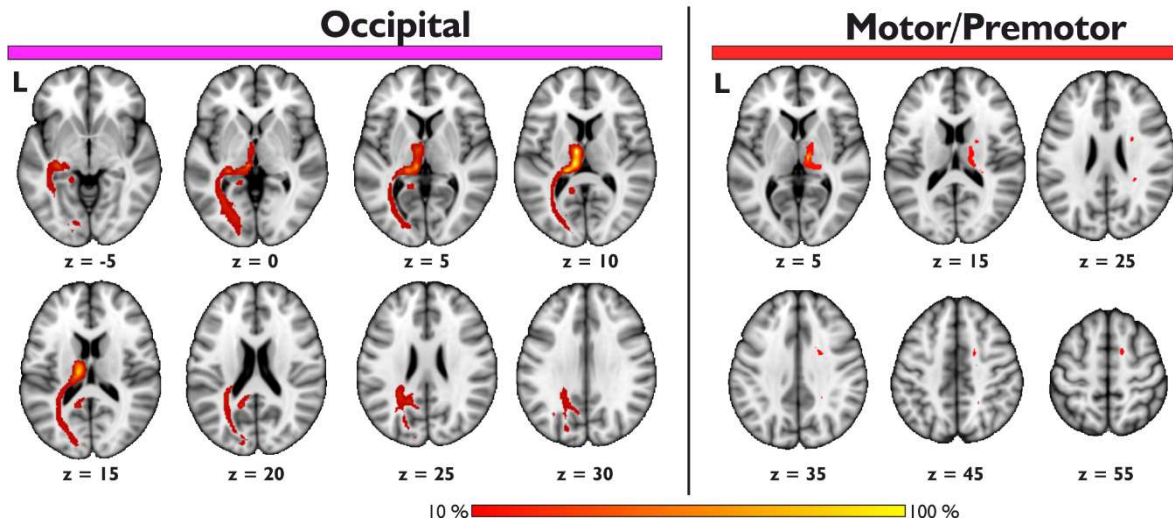 Occipital
Motor/Premotor
L
L
z = -5
z = 0
z = 5
z = 10
z = 5
z = 15
z = 25
z = 15
z = 20
z = 25
z = 30
z = 35
z = 45
z = 55
10 %
100 %